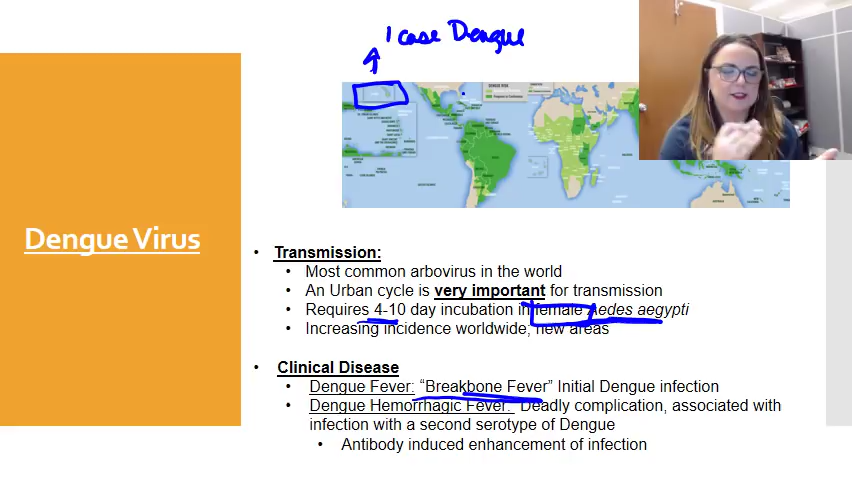 1 case Dengue
DENGUE RISK
Dengue Virus
• Transmission:
• Most common arbovirus in the world
• An Urban cycle is very important for transmission
• Requires 4-10 day incubation in female Aedes aegypti
• Increasing incidence worldwide; new areas
• Clinical Disease
• Dengue Fever: “Breakbone Fever” Initial Dengue infection
• Dengue Hemorrhagic Fever: Deadly complication, associated with
infection with a second serotype of Dengue
• Antibody induced enhancement of infection